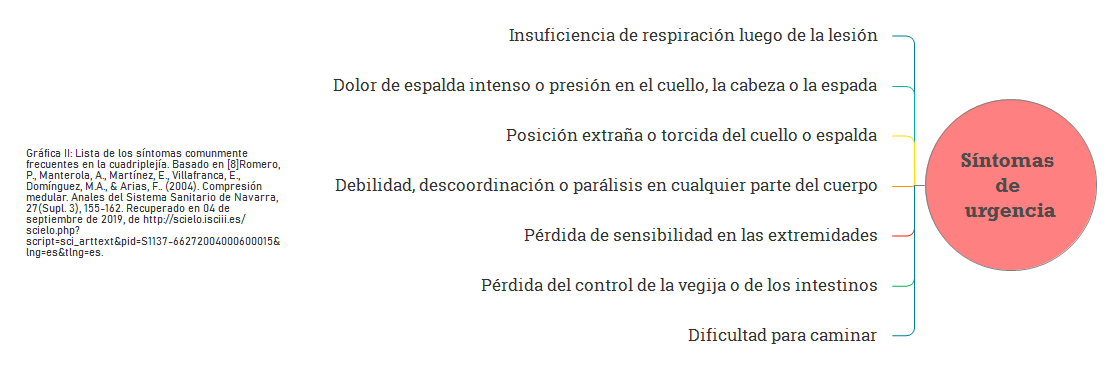 Insuficiencia de respiración luego de la lesión
Dolor de espalda intenso o presión en el cuello, la cabeza o la espada
Posición extraña o torcida del cuello o espalda
Debilidad, descoordinación o parálisis en cualquier parte del cuerpo
Pérdida de sensibilidad en las extremidades
Pérdida del control de la vegija o de los intestinos
Dificultad para caminar
Síntomas
de
urgencia
Gráfica II: Lista de los síntomas comunmente
frecuentes en la cuadriplejía. Basado en [8]Romero,
P., Manterola, A., Martínez, E., Villafranca, E.,
Domínguez, M.A., & Arias, F.. (2004). Compresión
medular. Anales del Sistema Sanitario de Navarra,
27(Supl. 3), 155-162. Recuperado en 04 de
septiembre de 2019, de http://scielo.isciii.es/
scielo.php?
script=sci_arttext&pid=S1137-66272004000600015&
lng=es&tlng=es.